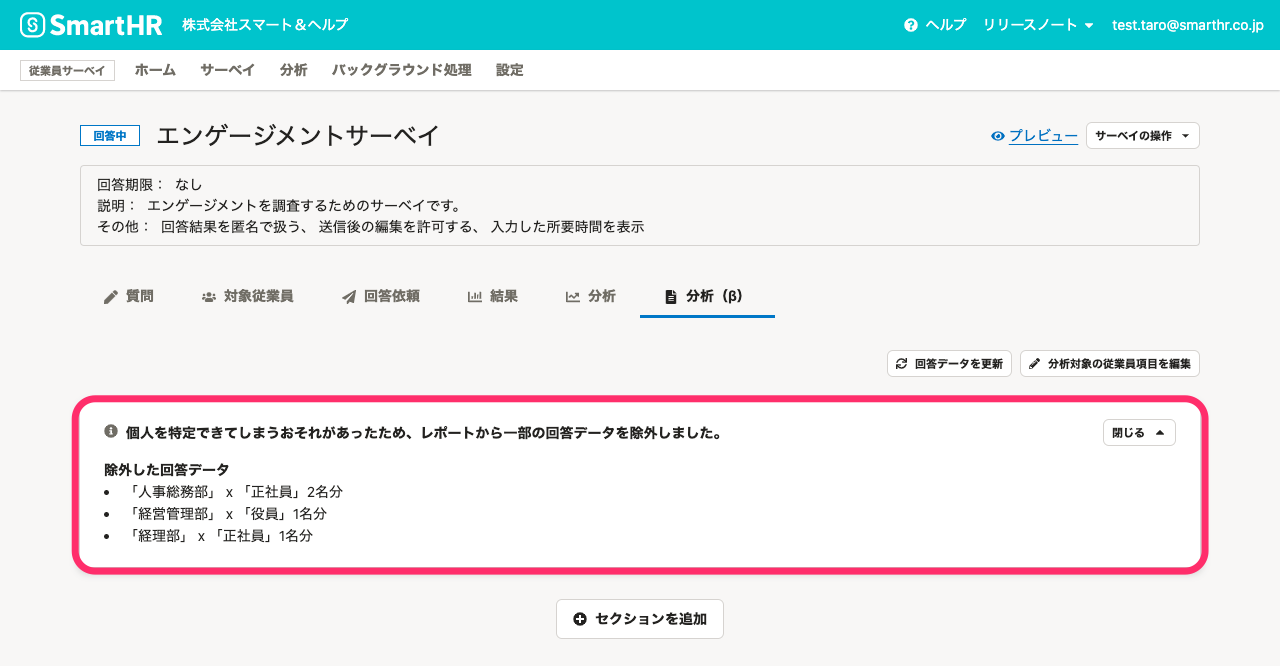 SmartHR 株式会社スマート＆ヘルプ ヘルプ リリースノート test.taro@smarthr.co.jp
従業員サーベイ ホーム サーベイ 分析 バックグラウンド処理 設定
回答中 エンゲージメントサーベイ プレビュー サーベイの操作
回答期限： なし
説明： エンゲージメントを調査するためのサーベイです。
その他： 回答結果を匿名で扱う、 送信後の編集を許可する、 入力した所要時間を表示
質問 対象従業員 回答依頼 結果 分析 分析（β）
回答データを更新 分析対象の従業員項目を編集
個人を特定できてしまうおそれがあったため、レポートから一部の回答データを除外しました。 閉じる
除外した回答データ
• 「人事総務部」 x 「正社員」2名分
• 「経営管理部」 x 「役員」1名分
• 「経理部」 x 「正社員」1名分
セクションを追加